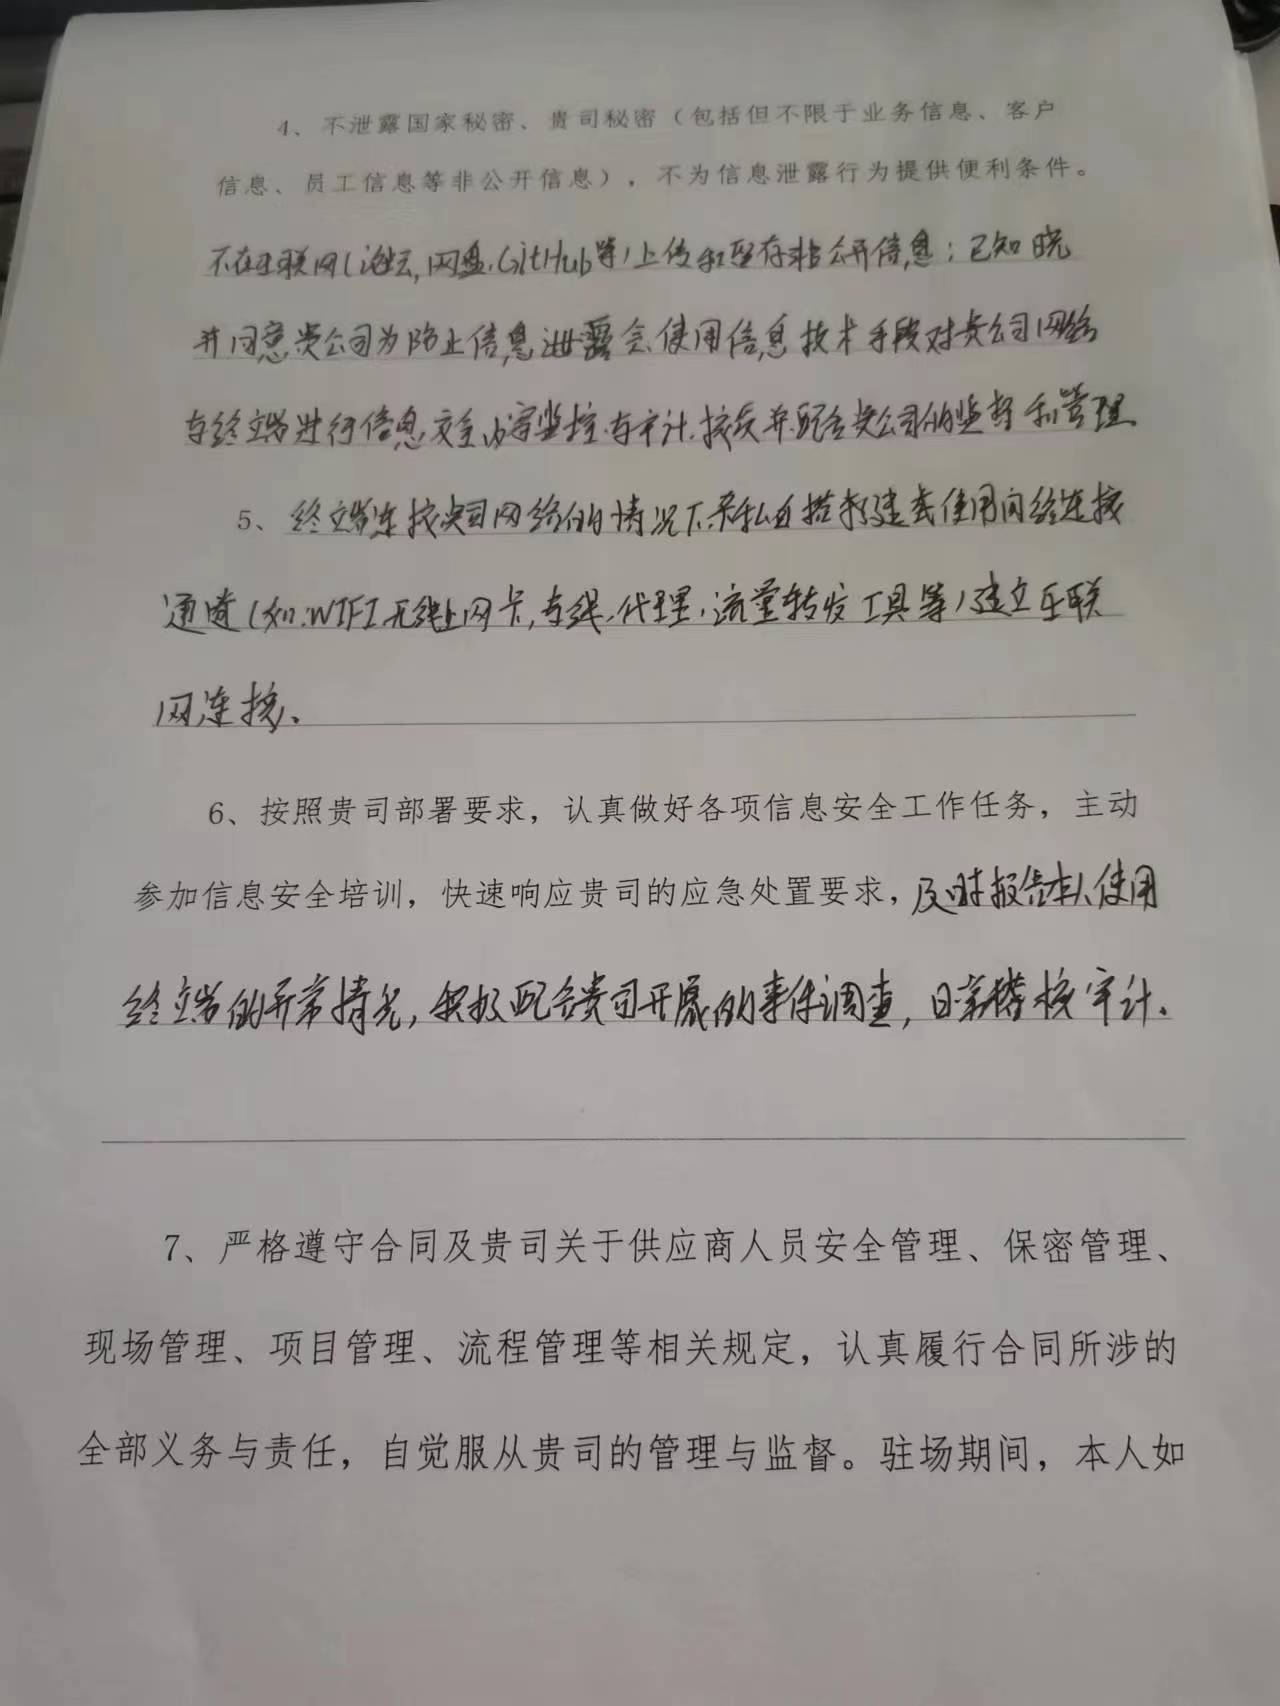 4、不泄露国家秘密、贵司秘密（包括但不限于业务信息、客户
信息、员工信息等非公开信息），不为信息泄露行为提供便利条件。
不在互联网(论坛,网盘.GitHub等)上传和留存非公开信息；已知晓
并同意贵公司为防止信息泄露会使用信息技术手段对贵公司网络
与终端进行信息安全内容监控.与审计.接受并配合贵公司的监督和管理
5、终端连接贵司网络的情况下.不私自搭建或使用网络连接
通道(如.WIFI.无线上网卡,专线.代理.流量转发工具等)建立互联
网连接.
6、按照贵司部署要求，认真做好各项信息安全工作任务，主动
参加信息安全培训，快速响应贵司的应急处置要求，及时报告本人使用
终端的异常情况,积极配合贵司开展的事件调查,日常稽核审计.
7、严格遵守合同及贵司关于供应商人员安全管理、保密管理、
现场管理、项目管理、流程管理等相关规定，认真履行合同所涉的
全部义务与责任，自觉服从贵司的管理与监督。驻场期间，本人如